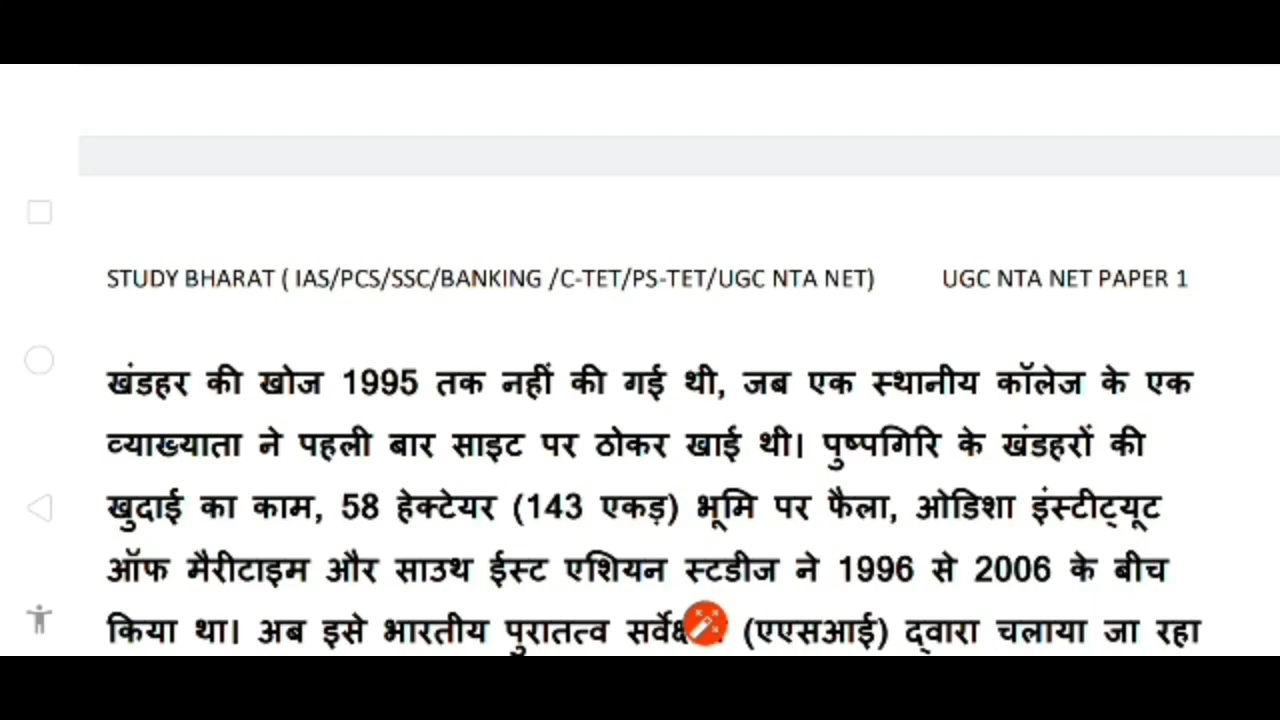 STUDY BHARAT ( IAS/PCS/SSC/BANKING /C-TET/PS-TET/UGC NTA NET) UGC NTA NET PAPER 1
खंडहर की खोज 1995 तक नहीं की गई थी, जब एक स्थानीय कॉलेज के एक
व्याख्याता ने पहली बार साइट पर ठोकर खाई थी। पुष्पगिरि के खंडहरों की
खुदाई का काम, 58 हेक्टेयर (143 एकड़) भूमि पर फैला, ओडिशा इंस्टीट्यूट
ऑफ मैरीटाइम और साउथ ईस्ट एशियन स्टडीज ने 1996 से 2006 के बीच
किया था। अब इसे भारतीय पुरातत्व (एएसआई) द्वारा चलाया जा रहा